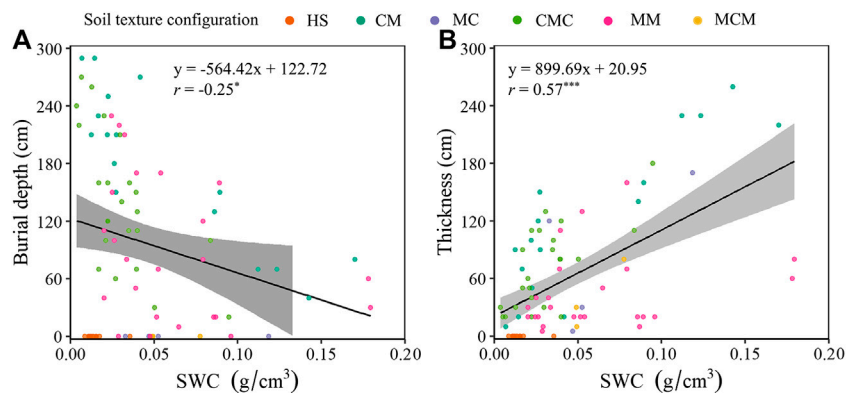 Soil texture configuration HS CM MC CMC MM MCM
A
y = -564.42x + 122.72
r = -0.25*
Burial depth (cm)
300
240
180
120
60
0
0.00 0.05 0.10 0.15 0.20
SWC (g/cm³)
B
y = 899.69x + 20.95
r = 0.57***
Thickness (cm)
300
240
180
120
60
0
0.00 0.05 0.10 0.15 0.20
SWC (g/cm³)